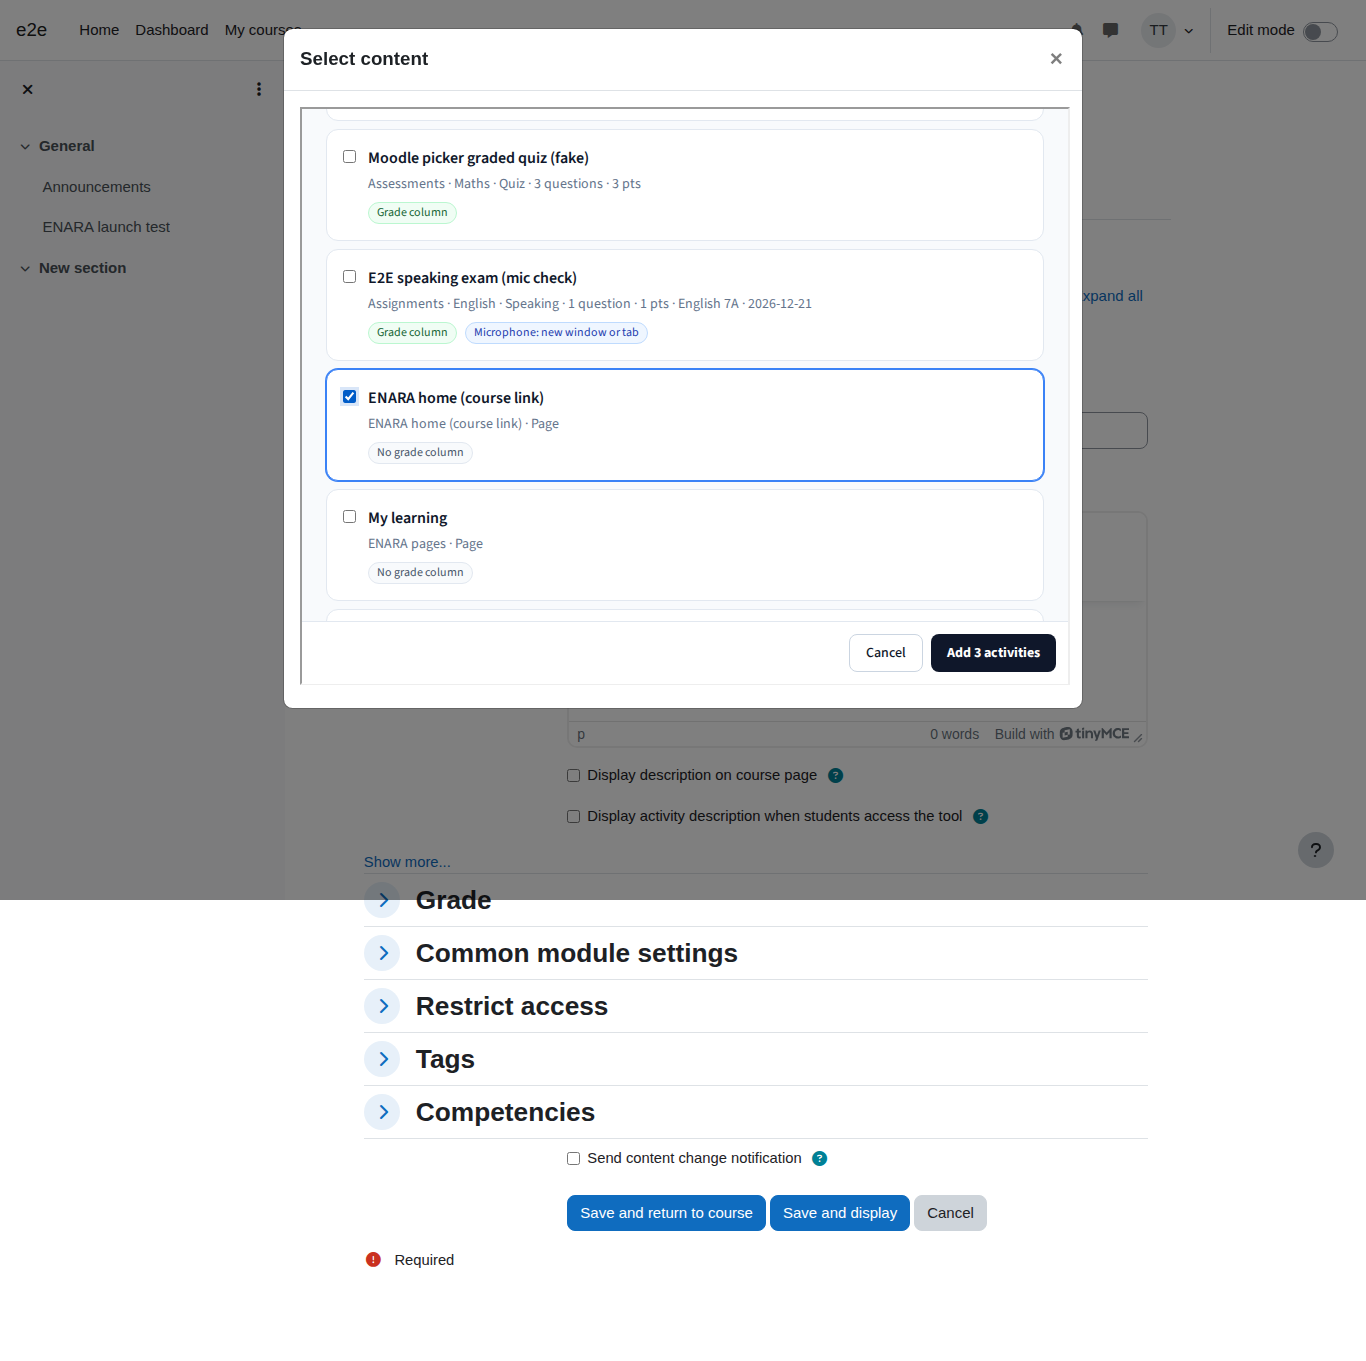 e2e
Home
Dashboard
My courses
TT
Edit mode
Select content
General
Announcements
ENARA launch test
New section
Moodle picker graded quiz (fake)
Assessments · Maths · Quiz · 3 questions · 3 pts
Grade column
E2E speaking exam (mic check)
Assignments · English · Speaking · 1 question · 1 pts · English 7A · 2026-12-21
Grade column
Microphone: new window or tab
xpand all
ENARA home (course link)
ENARA home (course link) · Page
No grade column
My learning
ENARA pages · Page
No grade column
Cancel
Add 3 activities
p
0 words
Build with tinyMCE
Display description on course page
?
Display activity description when students access the tool
?
?
Show more...
Grade
Common module settings
Restrict access
Tags
Competencies
Send content change notification
?
Save and return to course
Save and display
Cancel
! Required